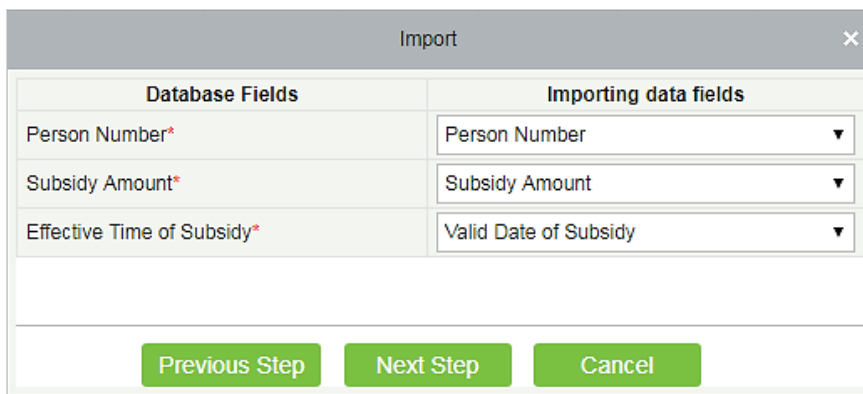 Import ×
Database Fields Importing data fields
Person Number* Person Number
Subsidy Amount* Subsidy Amount
Effective Time of Subsidy* Valid Date of Subsidy
Previous Step Next Step Cancel